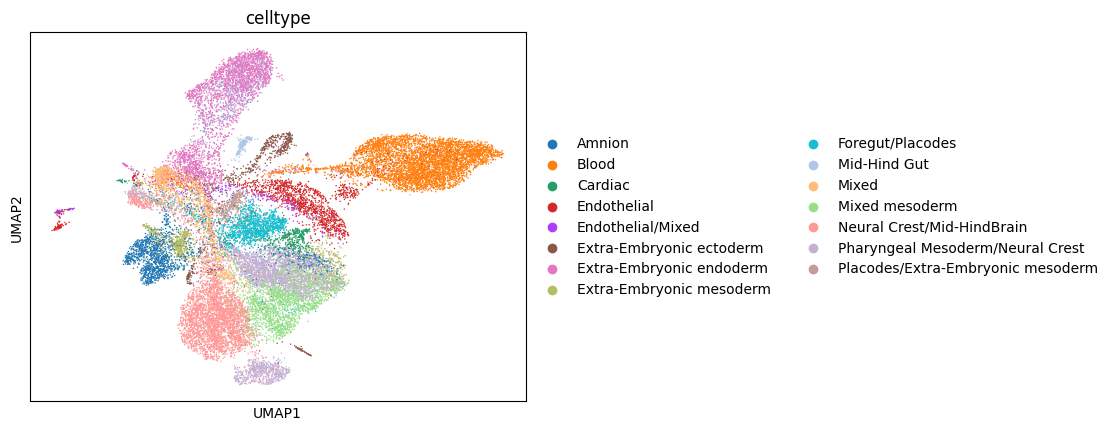 celltype
UMAP2
UMAP1
Amnion
Blood
Cardiac
Endothelial
Endothelial/Mixed
Extra-Embryonic ectoderm
Extra-Embryonic endoderm
Extra-Embryonic mesoderm
Foregut/Placodes
Mid-Hind Gut
Mixed
Mixed mesoderm
Neural Crest/Mid-HindBrain
Pharyngeal Mesoderm/Neural Crest
Placodes/Extra-Embryonic mesoderm